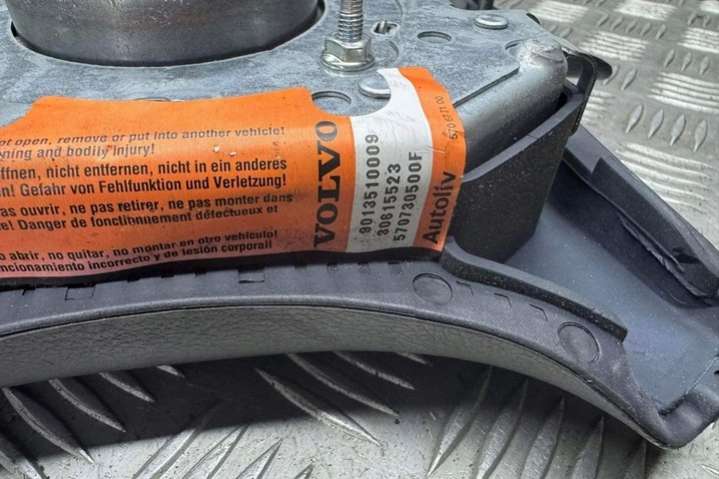 ot open, remove or put into another vehicle!
ning and bodily injury!
ffnen, nicht entfernen, nicht in ein anderes
n! Gefahr von Fehlfunktion und Verletzung!
as ouvrir, ne pas retirer, ne pas monter dans
e! Danger de fonctionnement défectueux et
o abrir, no quitar, no montar en otro vehículo!
ncionamiento incorrecto y de lesión corporal!
VOLVO
3013510009
30615523
570730500F
Autoliv